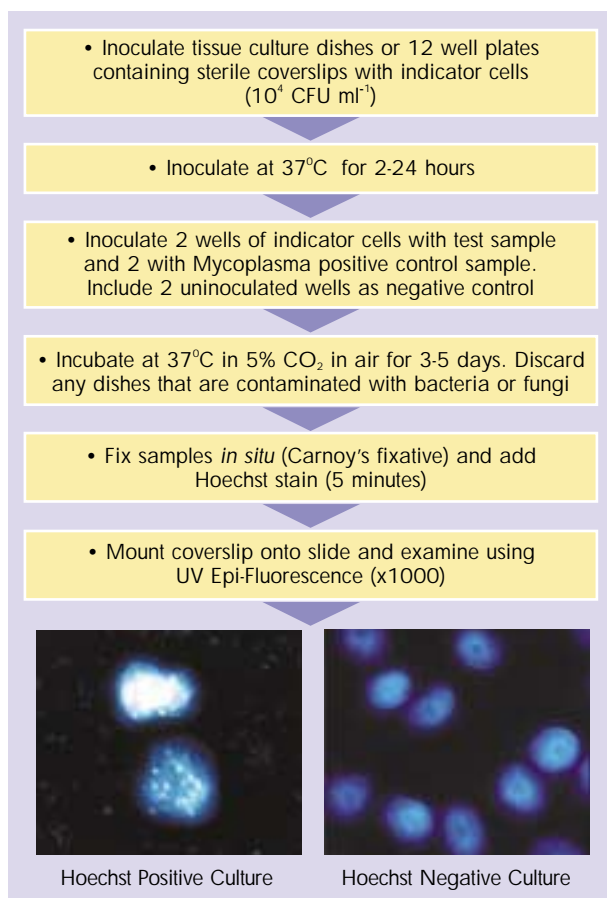 • Inoculate tissue culture dishes or 12 well plates
containing sterile coverslips with indicator cells
(10⁴ CFU ml⁻¹)
• Inoculate at 37⁰C for 2-24 hours
• Inoculate 2 wells of indicator cells with test sample
and 2 with Mycoplasma positive control sample.
Include 2 uninoculated wells as negative control
• Incubate at 37⁰C in 5% CO₂ in air for 3-5 days. Discard
any dishes that are contaminated with bacteria or fungi
• Fix samples in situ (Carnoy's fixative) and add
Hoechst stain (5 minutes)
• Mount coverslip onto slide and examine using
UV Epi-Fluorescence (x1000)
Hoechst Positive Culture
Hoechst Negative Culture